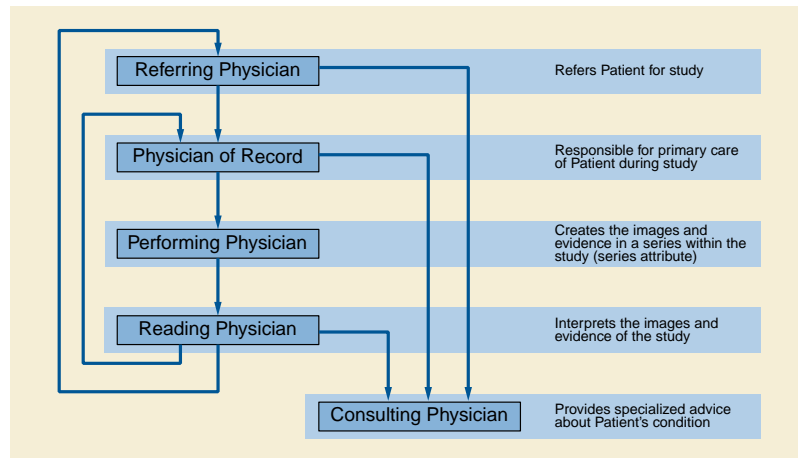 Referring Physician
Refers Patient for study
Physician of Record
Responsible for primary care
of Patient during study
Performing Physician
Creates the images and
evidence in a series within the
study (series attribute)
Reading Physician
Interprets the images and
evidence of the study
Consulting Physician
Provides specialized advice
about Patient's condition